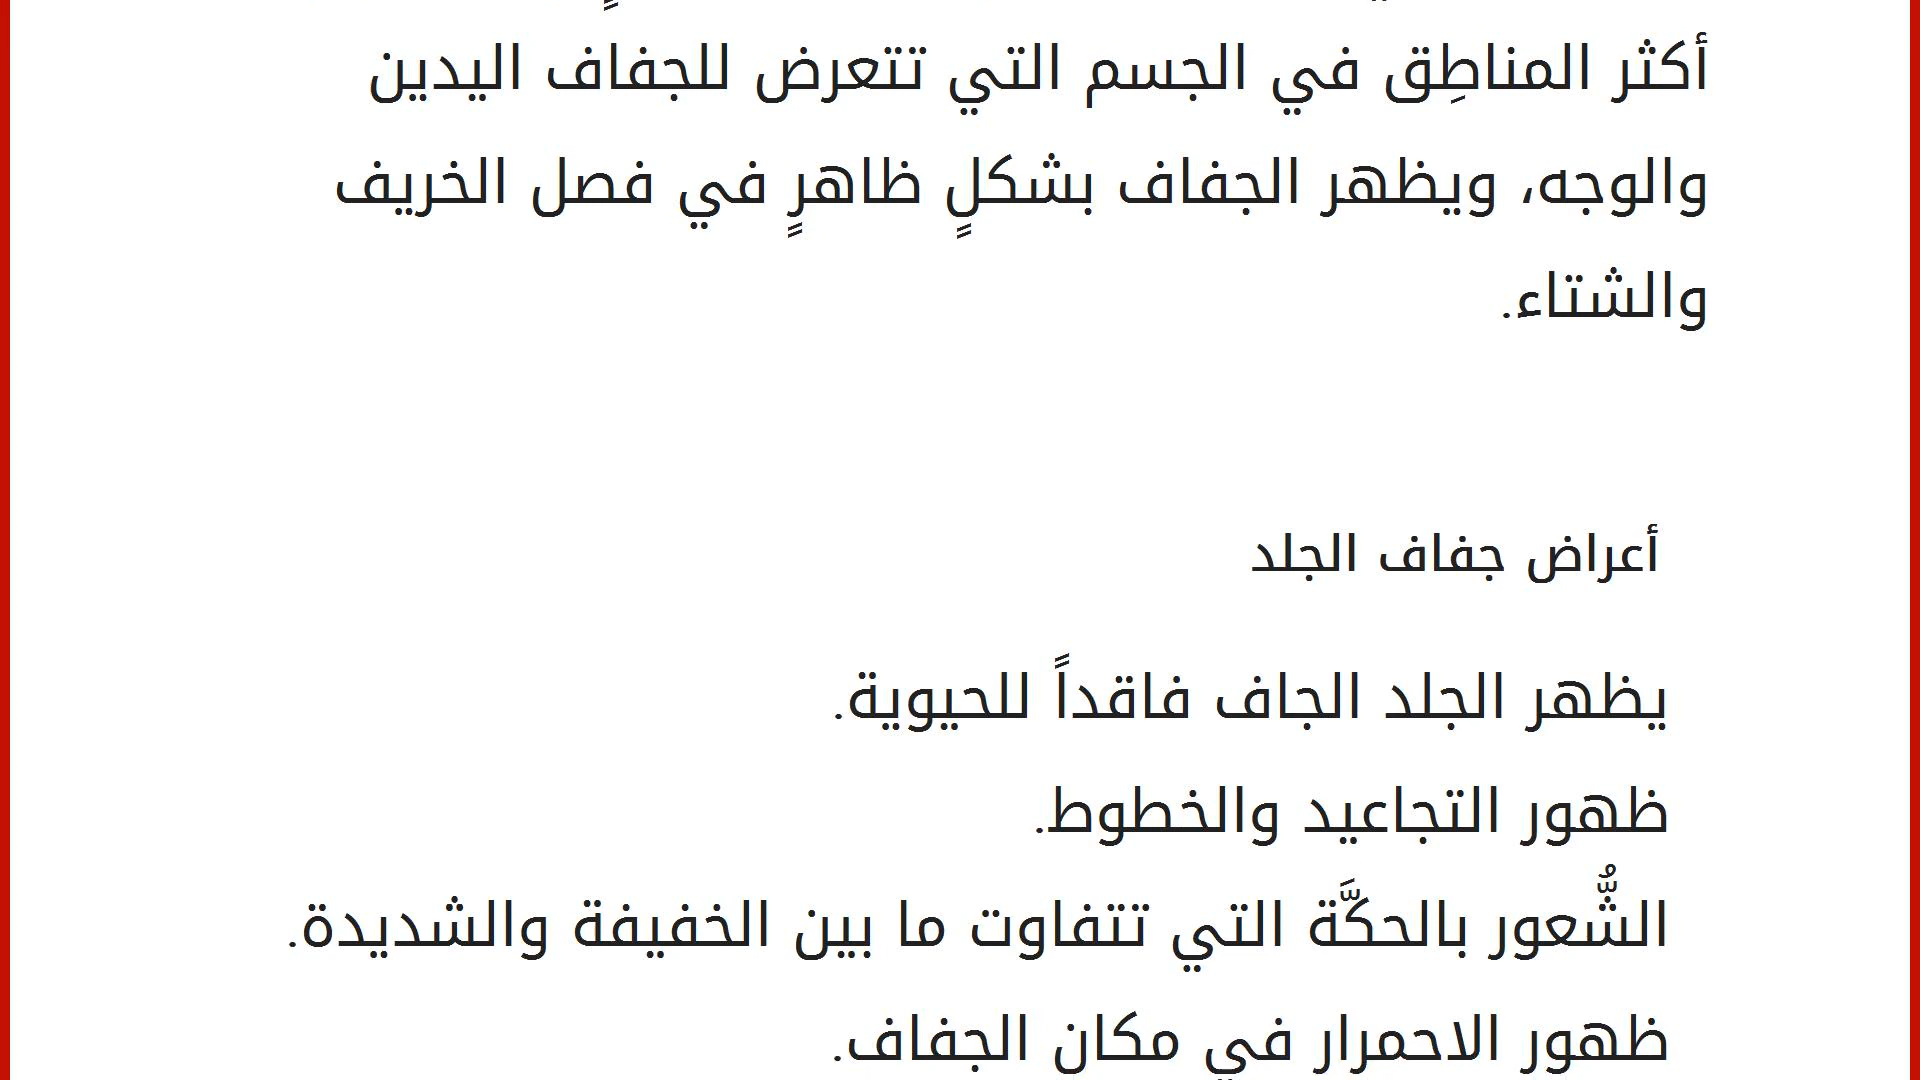 أكثر المناطِق في الجسم التي تتعرض للجفاف اليدين
والوجه، ويظهر الجفاف بشكلٍ ظاهرٍ في فصل الخريف
والشتاء.
أعراض جفاف الجلد
يظهر الجلد الجاف فاقداً للحيوية.
ظهور التجاعيد والخطوط.
الشُّعور بالحكَّة التي تتفاوت ما بين الخفيفة والشديدة.
ظهور الاحمرار في مكان الجفاف.